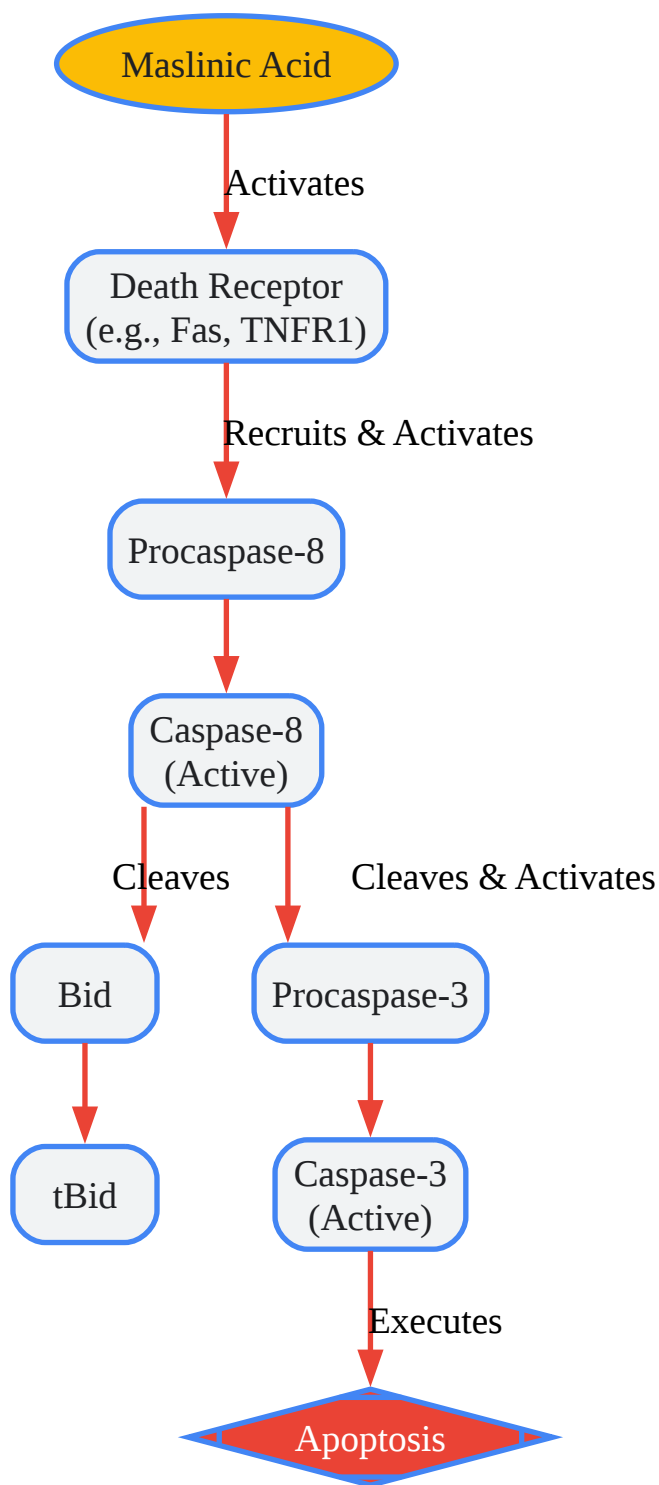 Maslinic Acid
Activates
Death Receptor
(e.g., Fas, TNFR1)
Recruits & Activates
Procaspase-8
Caspase-8
(Active)
Cleaves
Cleaves & Activates
Bid
Procaspase-3
tBid
Caspase-3
(Active)
Executes
Apoptosis